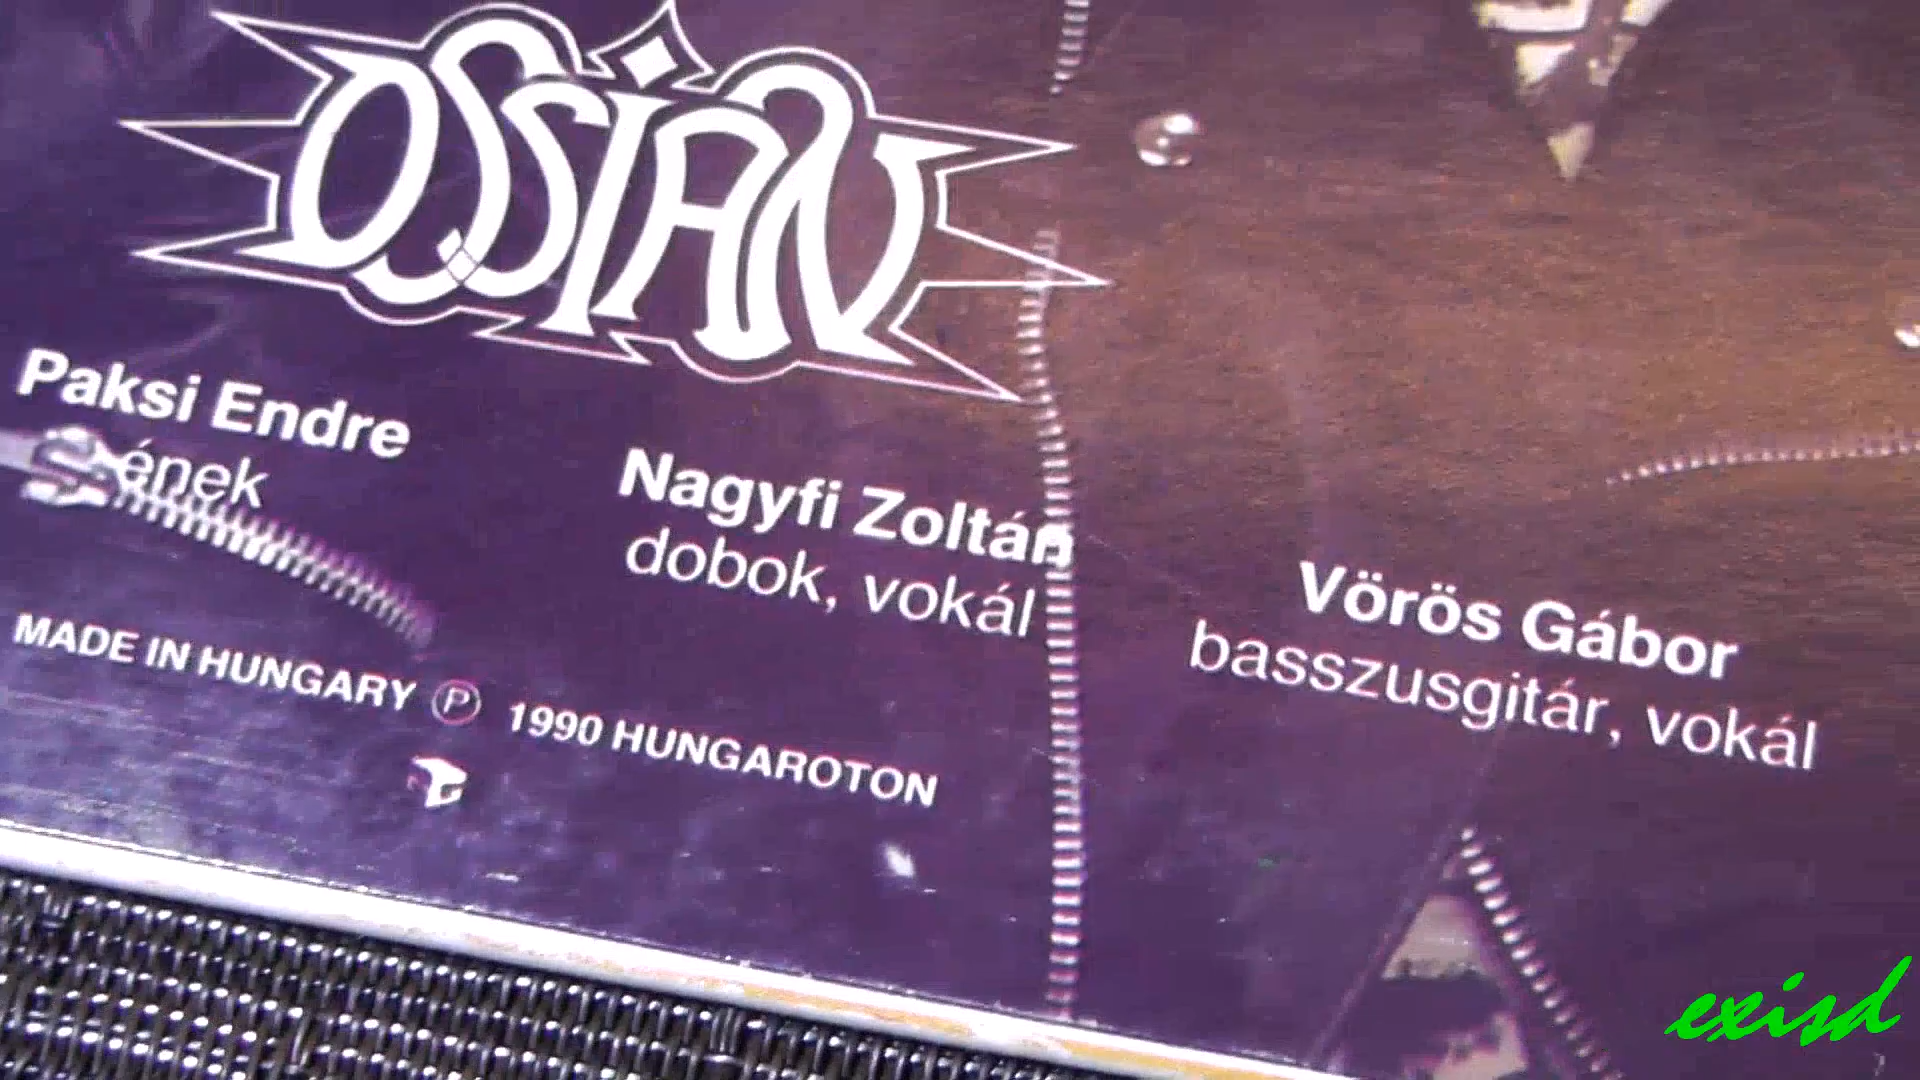 OSSIAN
Paksi Endre
ének
Nagyfi Zoltán
dobok, vokál
Vörös Gábor
basszusgitár, vokál
MADE IN HUNGARY Ⓟ 1990 HUNGAROTON
exisd